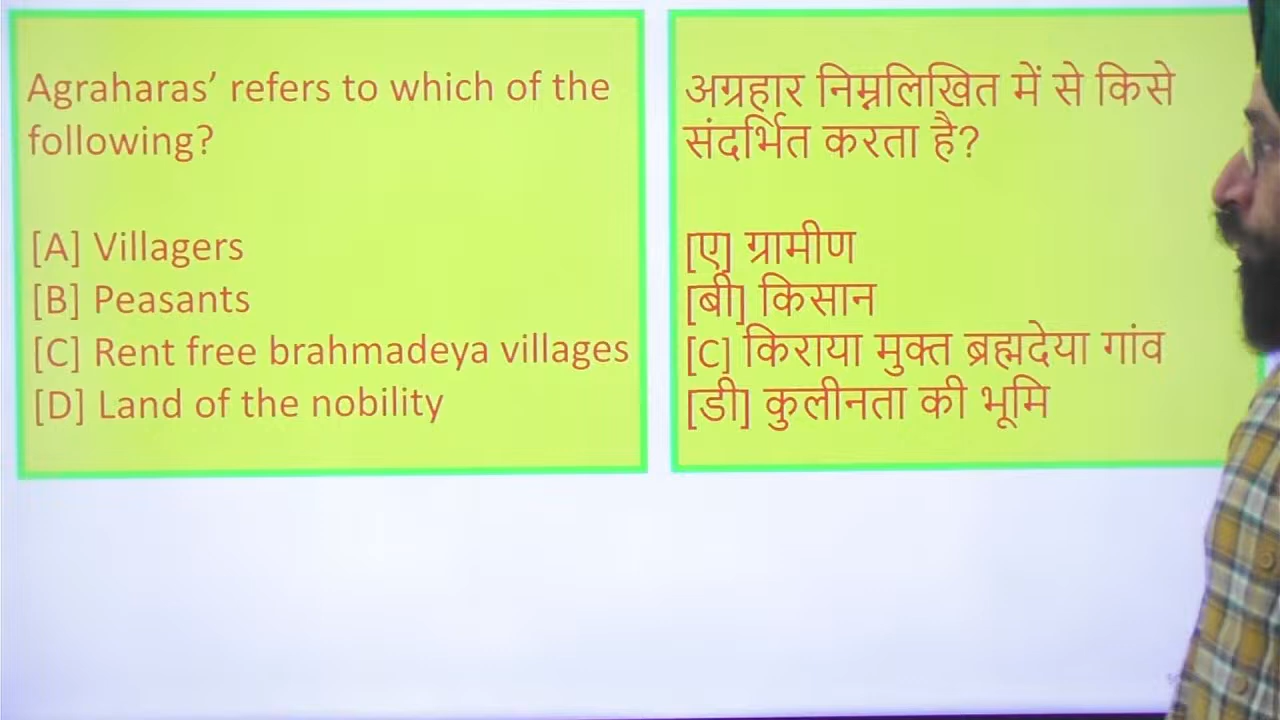 Agraharas’ refers to which of the
following?
[A] Villagers
[B] Peasants
[C] Rent free brahmadeya villages
[D] Land of the nobility
अग्रहार निम्नलिखित में से किसे
संदर्भित करता है?
[ए] ग्रामीण
[बी] किसान
[C] किराया मुक्त ब्रह्मदेया गांव
[डी] कुलीनता की भूमि